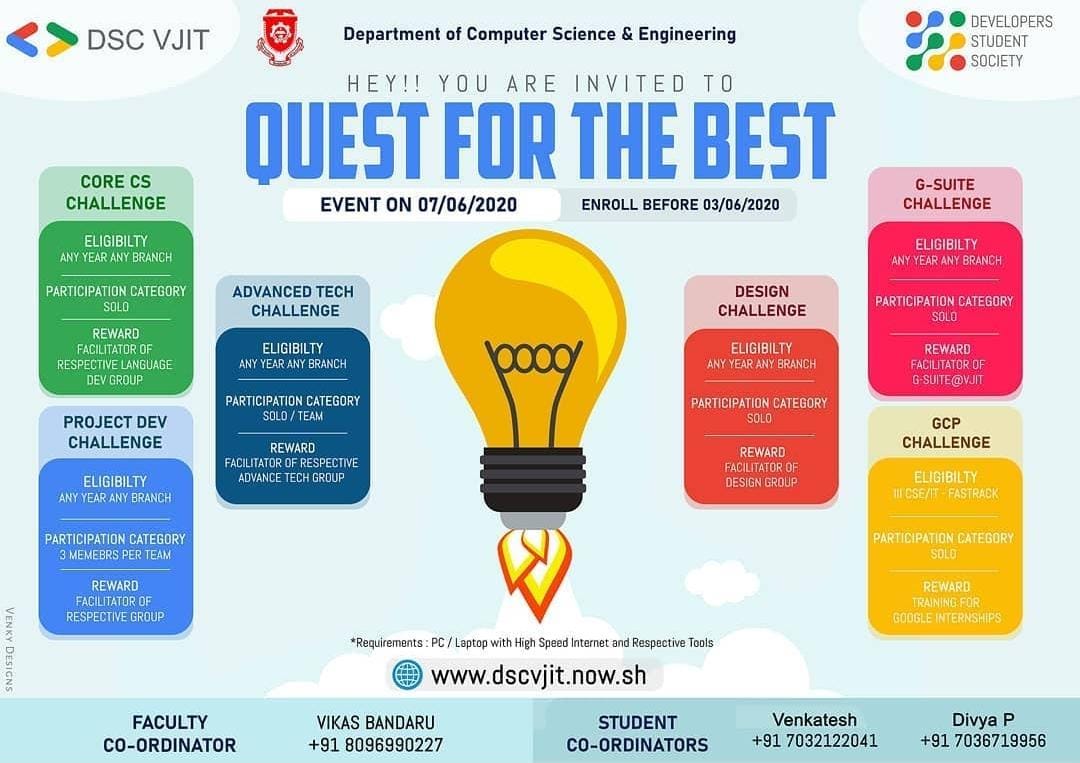 DSC VJIT
Department of Computer Science & Engineering
DEVELOPERS
STUDENT
SOCIETY
HEY!! YOU ARE INVITED TO
QUEST FOR THE BEST
EVENT ON 07/06/2020
ENROLL BEFORE 03/06/2020
CORE CS
CHALLENGE
ELIGIBILTY
ANY YEAR ANY BRANCH
PARTICIPATION CATEGORY
SOLO
REWARD
FACILITATOR OF
RESPECTIVE LANGUAGE
DEV GROUP
PROJECT DEV
CHALLENGE
ELIGIBILTY
ANY YEAR ANY BRANCH
PARTICIPATION CATEGORY
3 MEMEBRS PER TEAM
REWARD
FACILITATOR OF
RESPECTIVE GROUP
ADVANCED TECH
CHALLENGE
ELIGIBILTY
ANY YEAR ANY BRANCH
PARTICIPATION CATEGORY
SOLO / TEAM
REWARD
FACILITATOR OF RESPECTIVE
ADVANCE TECH GROUP
DESIGN
CHALLENGE
ELIGIBILTY
ANY YEAR ANY BRANCH
PARTICIPATION CATEGORY
SOLO
REWARD
FACILITATOR OF
DESIGN GROUP
G-SUITE
CHALLENGE
ELIGIBILTY
ANY YEAR ANY BRANCH
PARTICIPATION CATEGORY
SOLO
REWARD
FACILITATOR OF
G-SUITE@VJIT
GCP
CHALLENGE
ELIGIBILTY
III CSE/IT - FASTRACK
PARTICIPATION CATEGORY
SOLO
REWARD
TRAINING FOR
GOOGLE INTERNSHIPS
VENKY DESIGNS
*Requirements : PC / Laptop with High Speed Internet and Respective Tools
www.dscvjit.now.sh
FACULTY
CO-ORDINATOR
VIKAS BANDARU
+91 8096990227
STUDENT
CO-ORDINATORS
Venkatesh
+91 7032122041
Divya P
+91 7036719956